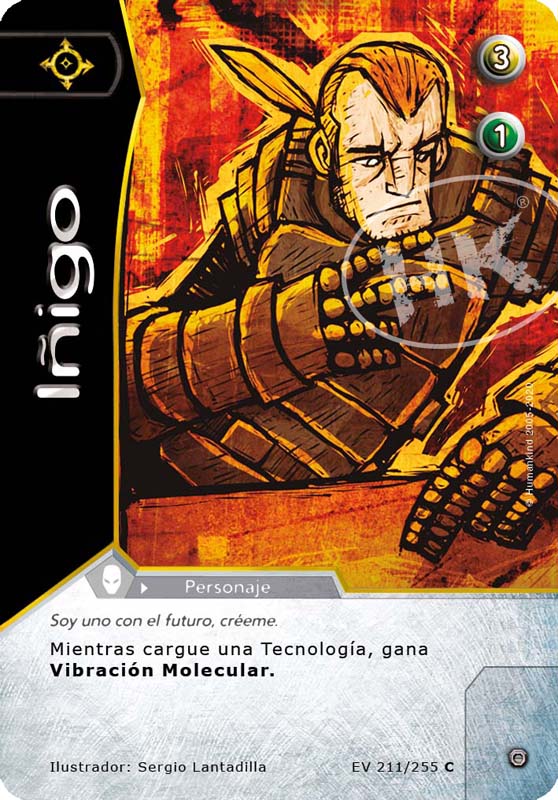 3
1
Iñigo
HK®
© Humankind 2005-2020
Personaje
Soy uno con el futuro, créeme.
Mientras cargue una Tecnología, gana
Vibración Molecular.
Ilustrador: Sergio Lantadilla
EV 211/255 C